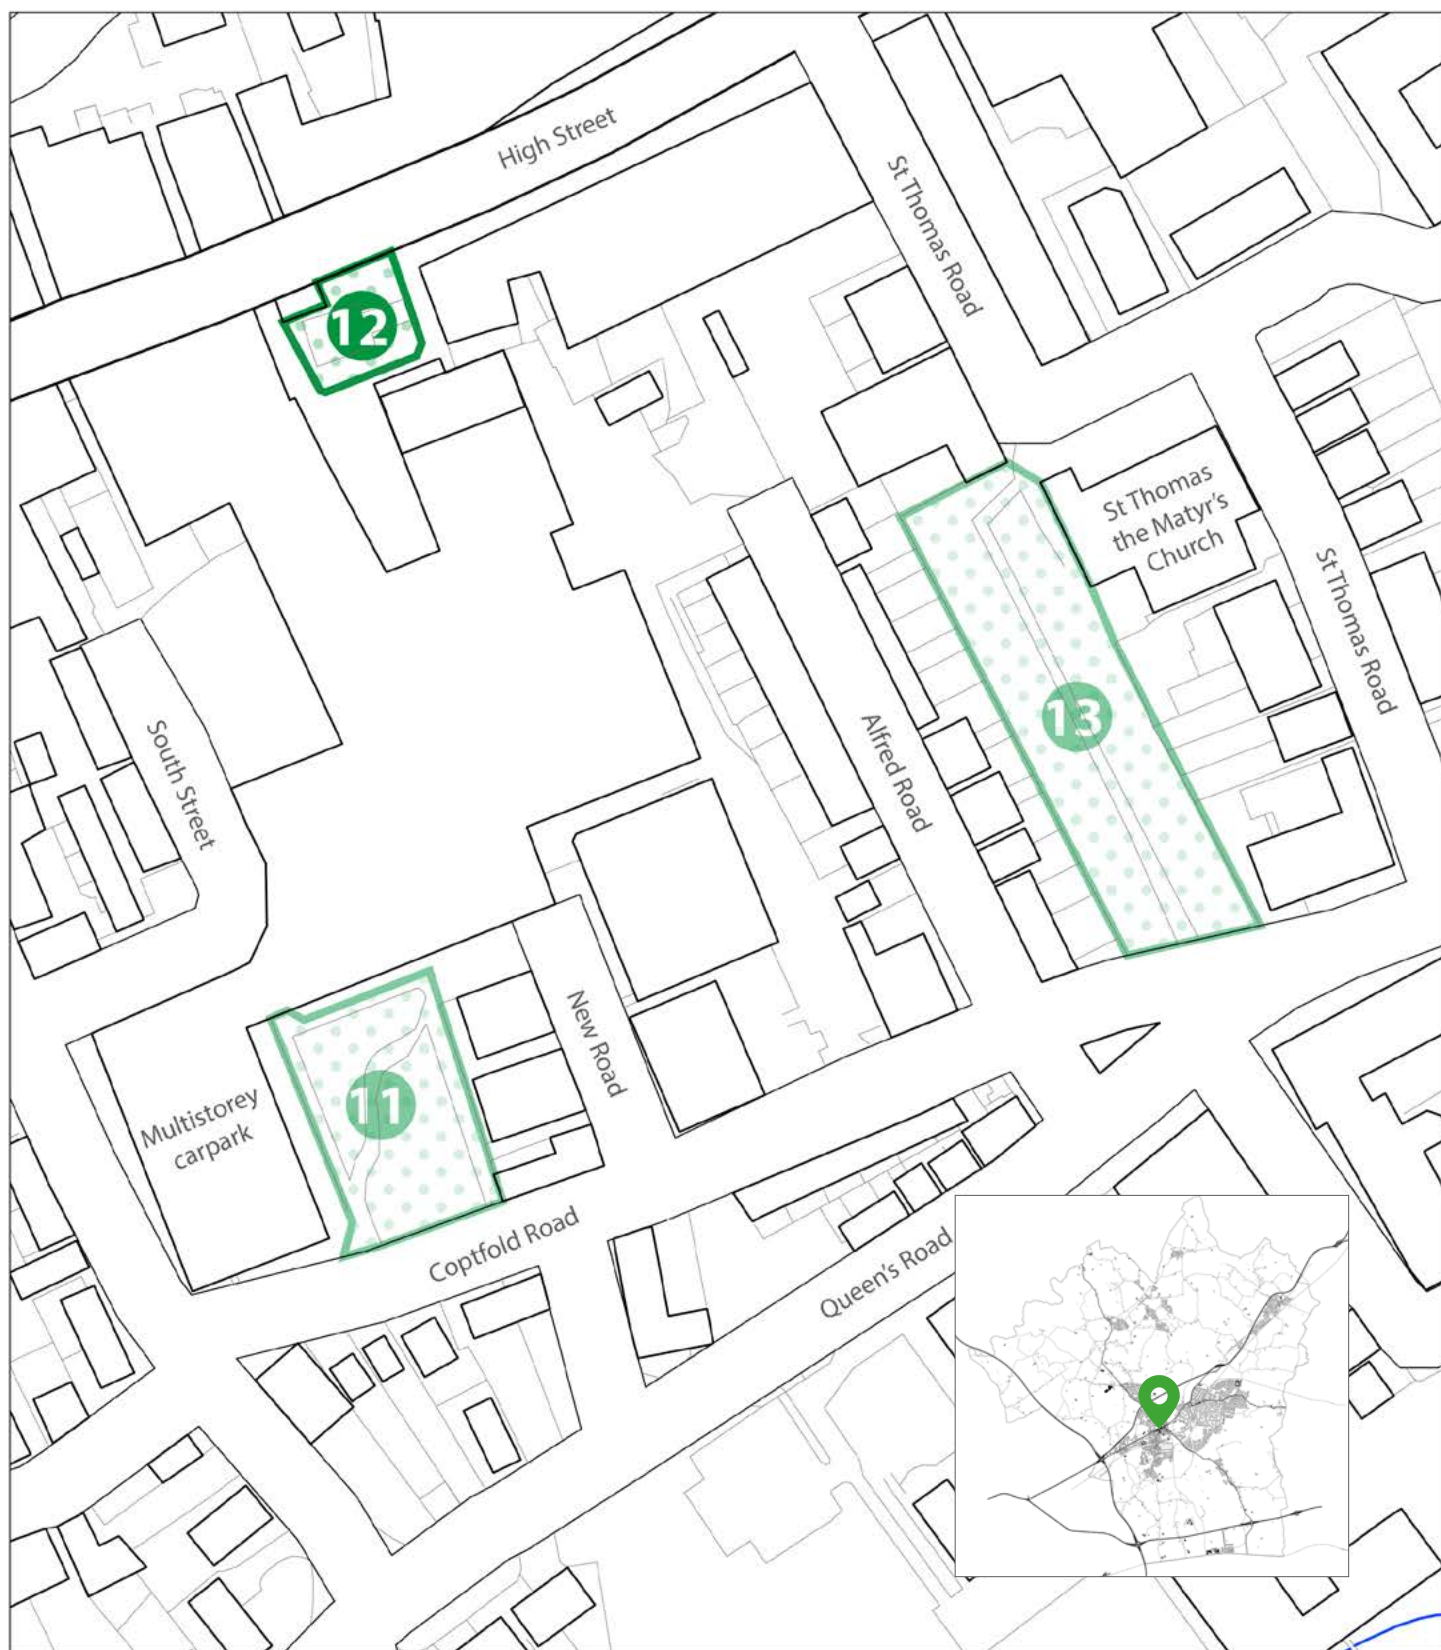 High Street
St Thomas Road
12
St Thomas
the Matyr's
Church
St Thomas Road
13
Alfred Road
South Street
New Road
11
Multistorey
carpark
Coptfold Road
Queen's Road